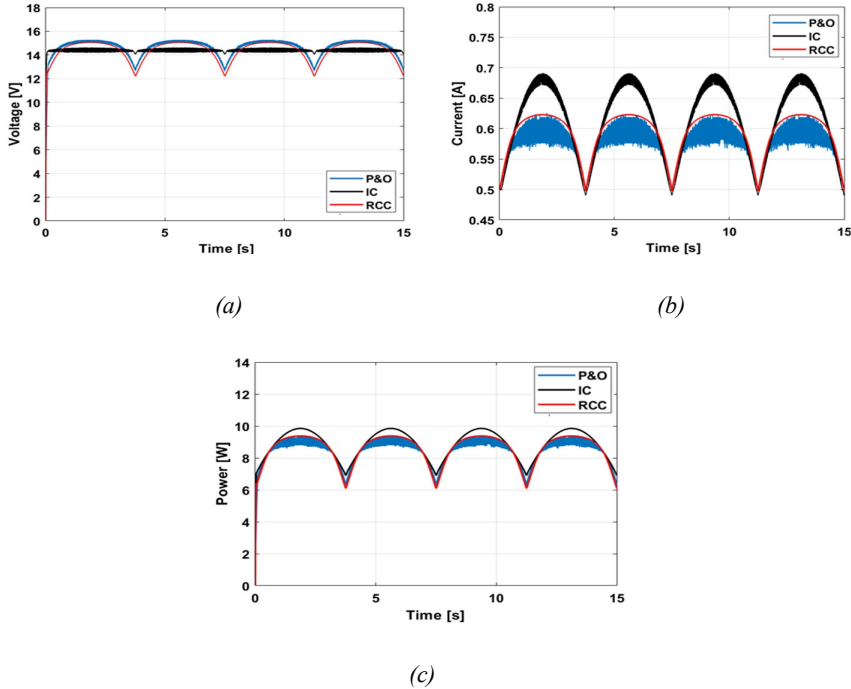 18
16
14
12
10
8
6
4
2
0
Voltage [V]
P&O
IC
RCC
0
5
10
15
Time [s]
(a)
0.8
0.75
0.7
0.65
0.6
0.55
0.5
0.45
Current [A]
P&O
IC
RCC
0
5
10
15
Time [s]
(b)
14
12
10
8
6
4
2
0
Power [W]
P&O
IC
RCC
0
5
10
15
Time [s]
(c)